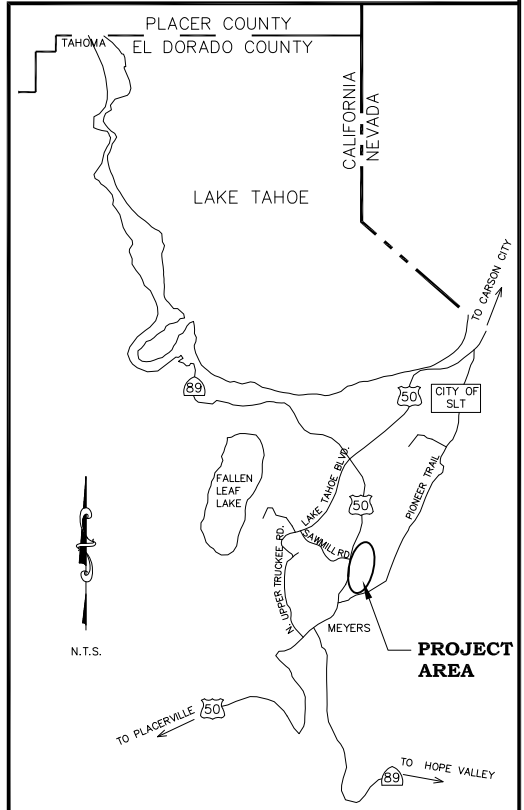 PLACER COUNTY
TAHOMA
EL DORADO COUNTY
CALIFORNIA
NEVADA
LAKE TAHOE
TO CARSON CITY
89
50
CITY OF
SLT
LAKE TAHOE BLVD.
PIONEER TRAIL
FALLEN
LEAF
LAKE
50
SAWMILL RD.
N. UPPER TRUCKEE RD.
MEYERS
PROJECT
AREA
N.T.S.
50
TO PLACERVILLE
TO HOPE VALLEY
89